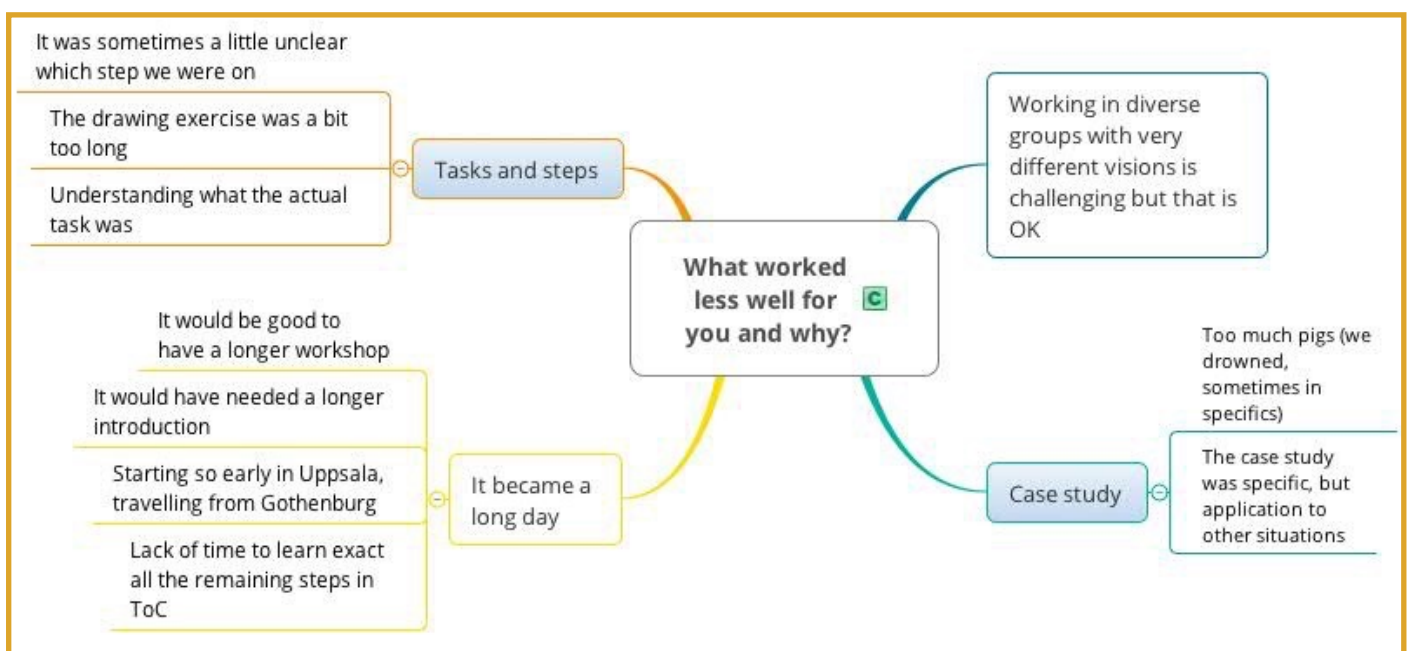 It was sometimes a little unclear
which step we were on
The drawing exercise was a bit
too long
Understanding what the actual
task was
Tasks and steps
Working in diverse
groups with very
different visions is
challenging but that is
OK
What worked
less well for
you and why?
C
It would be good to
have a longer workshop
It would have needed a longer
introduction
Starting so early in Uppsala,
travelling from Gothenburg
Lack of time to learn exact
all the remaining steps in
ToC
It became a
long day
Case study
Too much pigs (we
drowned,
sometimes in
specifics)
The case study
was specific, but
application to
other situations